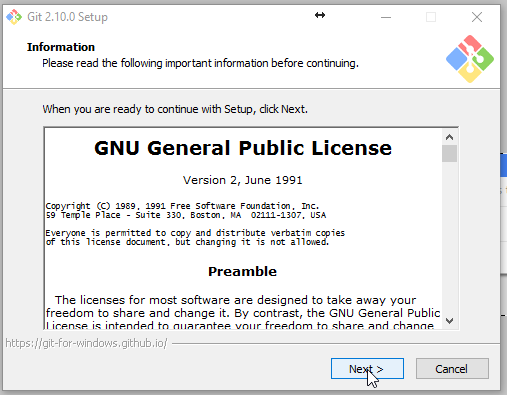 Git 2.10.0 Setup
Information
Please read the following important information before continuing.
When you are ready to continue with Setup, click Next.
GNU General Public License
Version 2, June 1991
Copyright (C) 1989, 1991 Free Software Foundation, Inc.
59 Temple Place - Suite 330, Boston, MA  02111-1307, USA
Everyone is permitted to copy and distribute verbatim copies
of this license document, but changing it is not allowed.
Preamble
The licenses for most software are designed to take away your
freedom to share and change it. By contrast, the GNU General Public
License is intended to guarantee your freedom to share and change
https://git-for-windows.github.io/
Next >
Cancel